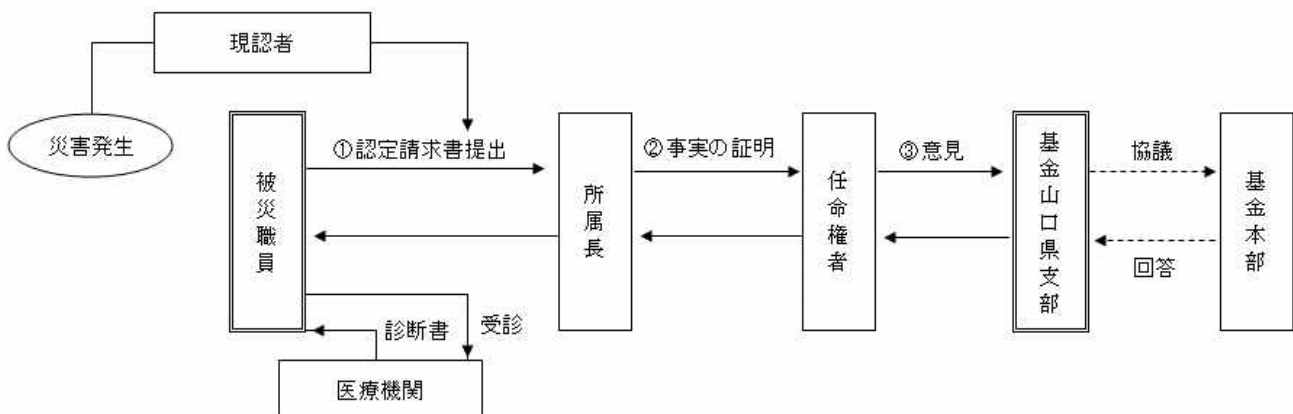 現認者
災害発生
①認定請求書提出
②事実の証明
③意見
協議
被災職員
所属長
任命権者
基金山口県支部
基金本部
回答
診断書
受診
医療機関